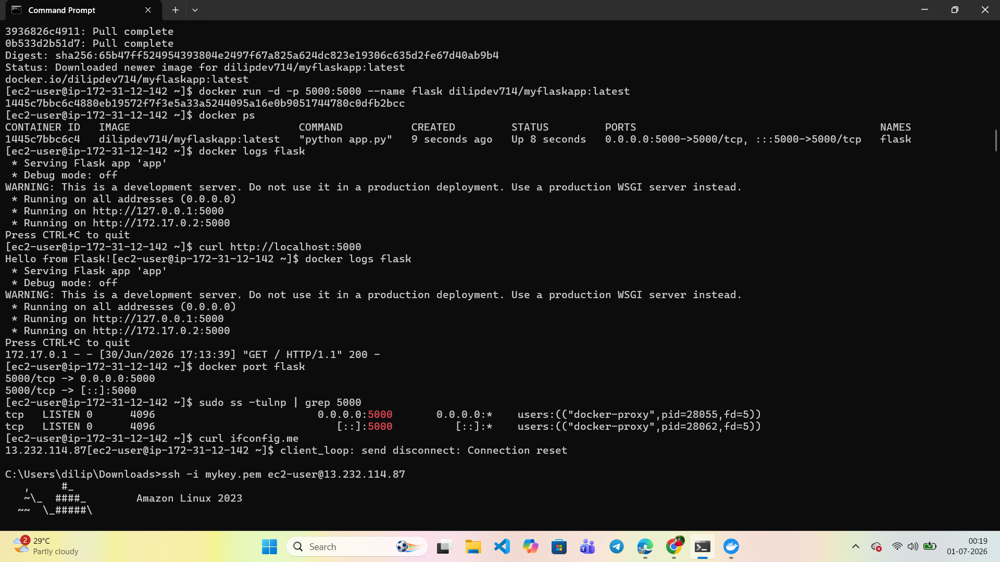 Command Prompt
3936826c4911: Pull complete
0b533d2b51d7: Pull complete
Digest: sha256:65b47ff524954393804e2497f67a825a624dc823e19306c635d2fe67d40ab9b4
Status: Downloaded newer image for dilipdev714/myflaskapp:latest
docker.io/dilipdev714/myflaskapp:latest
[ec2-user@ip-172-31-12-142 ~]$ docker run -d -p 5000:5000 --name flask dilipdev714/myflaskapp:latest
1445c7bbc6c4880eb19572f7f3e5a33a5244095a16e0b9051744780c0dfb2bcc
[ec2-user@ip-172-31-12-142 ~]$ docker ps
CONTAINER ID   IMAGE                           COMMAND           CREATED         STATUS         PORTS                                       NAMES
1445c7bbc6c4   dilipdev714/myflaskapp:latest   "python app.py"   9 seconds ago   Up 8 seconds   0.0.0.0:5000->5000/tcp, :::5000->5000/tcp   flask
[ec2-user@ip-172-31-12-142 ~]$ docker logs flask
 * Serving Flask app 'app'
 * Debug mode: off
WARNING: This is a development server. Do not use it in a production deployment. Use a production WSGI server instead.
 * Running on all addresses (0.0.0.0)
 * Running on http://127.0.0.1:5000
 * Running on http://172.17.0.2:5000
Press CTRL+C to quit
[ec2-user@ip-172-31-12-142 ~]$ curl http://localhost:5000
Hello from Flask![ec2-user@ip-172-31-12-142 ~]$ docker logs flask
 * Serving Flask app 'app'
 * Debug mode: off
WARNING: This is a development server. Do not use it in a production deployment. Use a production WSGI server instead.
 * Running on all addresses (0.0.0.0)
 * Running on http://127.0.0.1:5000
 * Running on http://172.17.0.2:5000
Press CTRL+C to quit
172.17.0.1 - - [30/Jun/2026 17:13:39] "GET / HTTP/1.1" 200 -
[ec2-user@ip-172-31-12-142 ~]$ docker port flask
5000/tcp -> 0.0.0.0:5000
5000/tcp -> [::]:5000
[ec2-user@ip-172-31-12-142 ~]$ sudo ss -tulnp | grep 5000
tcp   LISTEN 0      4096                          0.0.0.0:5000       0.0.0.0:*    users:(("docker-proxy",pid=28055,fd=5))
tcp   LISTEN 0      4096                             [::]:5000          [::]:*    users:(("docker-proxy",pid=28062,fd=5))
[ec2-user@ip-172-31-12-142 ~]$ curl ifconfig.me
13.232.114.87[ec2-user@ip-172-31-12-142 ~]$ client_loop: send disconnect: Connection reset
C:\Users\dilip\Downloads>ssh -i mykey.pem ec2-user@13.232.114.87
   ,     #_
   ~\_  ####_        Amazon Linux 2023
  ~~  \_#####\
2
29°C
Partly cloudy
Search
00:19
01-07-2026